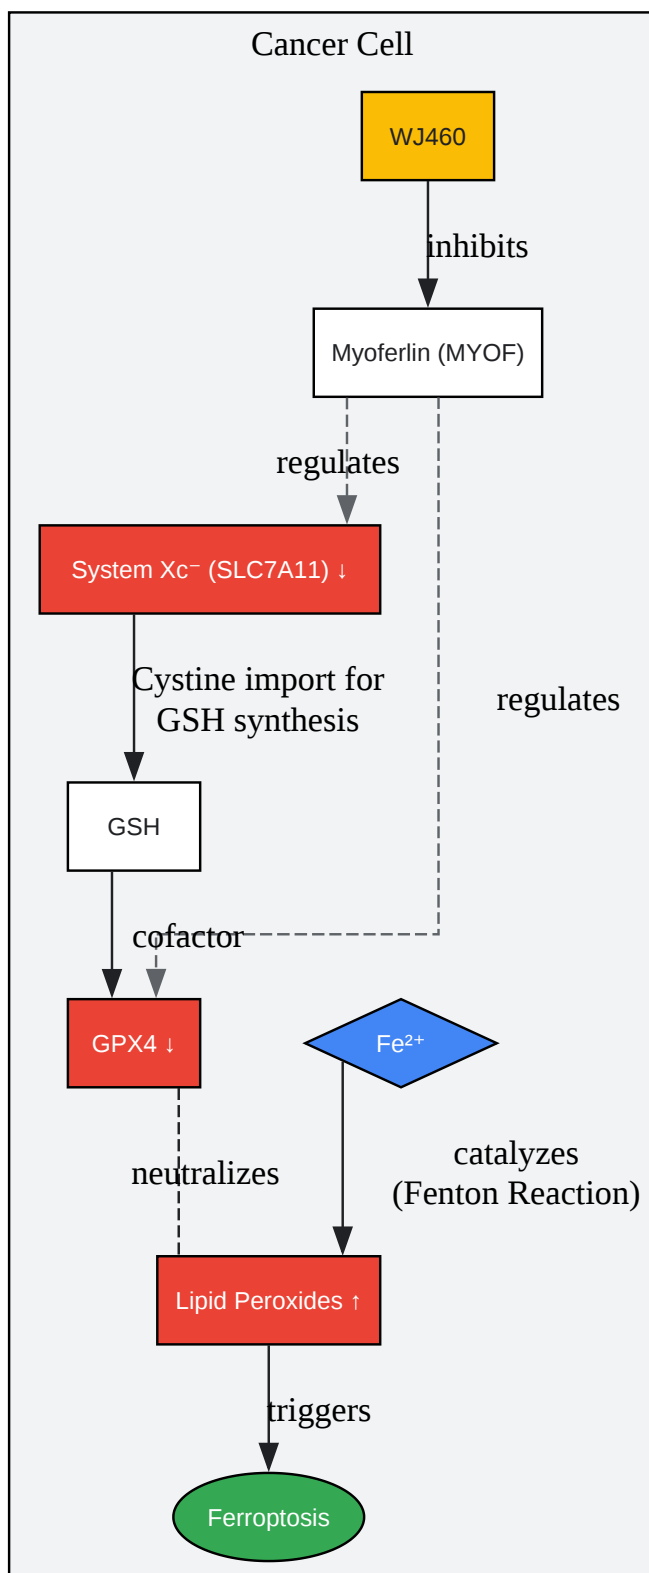 Cancer Cell
WJ460
inhibits
Myoferlin (MYOF)
regulates
System Xc⁻ (SLC7A11) ↓
Cystine import for
GSH synthesis
regulates
GSH
cofactor
GPX4 ↓
Fe²⁺
neutralizes
catalyzes
(Fenton Reaction)
Lipid Peroxides ↑
triggers
Ferroptosis